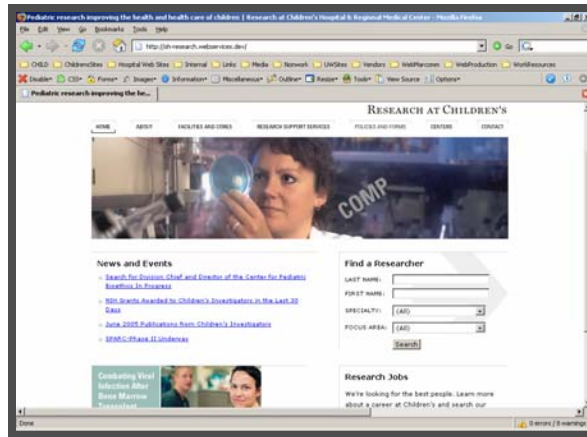 Pediatric research improving the health and health care of children | Research at Children's Hospital & Regional Medical Center - Mozilla Firefox
File Edit View Go Bookmarks Tools Help
http://sh-research.webservices.dev/
Go
CHILD ChildrensSites Hospital Web Sites Internal Links Media Nonwork UWSites Vendors WebMarcomm WebProduction WorkResources
Disable CSS Forms Images Information Miscellaneous Outline Resize Tools View Source Options
Pediatric research improving the he...
RESEARCH AT CHILDREN'S
HOME ABOUT FACILITIES AND CORES RESEARCH SUPPORT SERVICES POLICIES AND FORMS CENTERS CONTACT
COMP
News and Events
Search for Division Chief and Director of the Center for Pediatric
Bioethics In Progress
NIH Grants Awarded to Children's Investigators in the Last 30
Days
June 2005 Publications from Children's Investigators
SPARC-Phase II Underway
Find a Researcher
LAST NAME:
FIRST NAME:
SPECIALTY: (All)
FOCUS AREA: (All)
Search
Combating Viral
Infection After
Bone Marrow
Transplant
Research Jobs
We're looking for the best people. Learn more
about a career at Children's and search our
Done
0 errors / 8 warnings